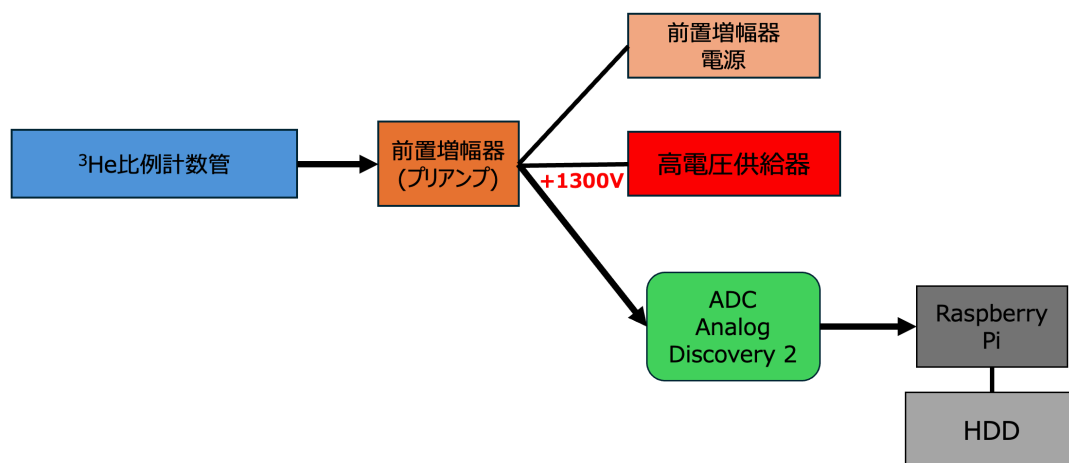 前置増幅器
電源
³He比例計数管
前置増幅器
(プリアンプ)
高電圧供給器
+1300V
ADC
Analog
Discovery 2
Raspberry
Pi
HDD